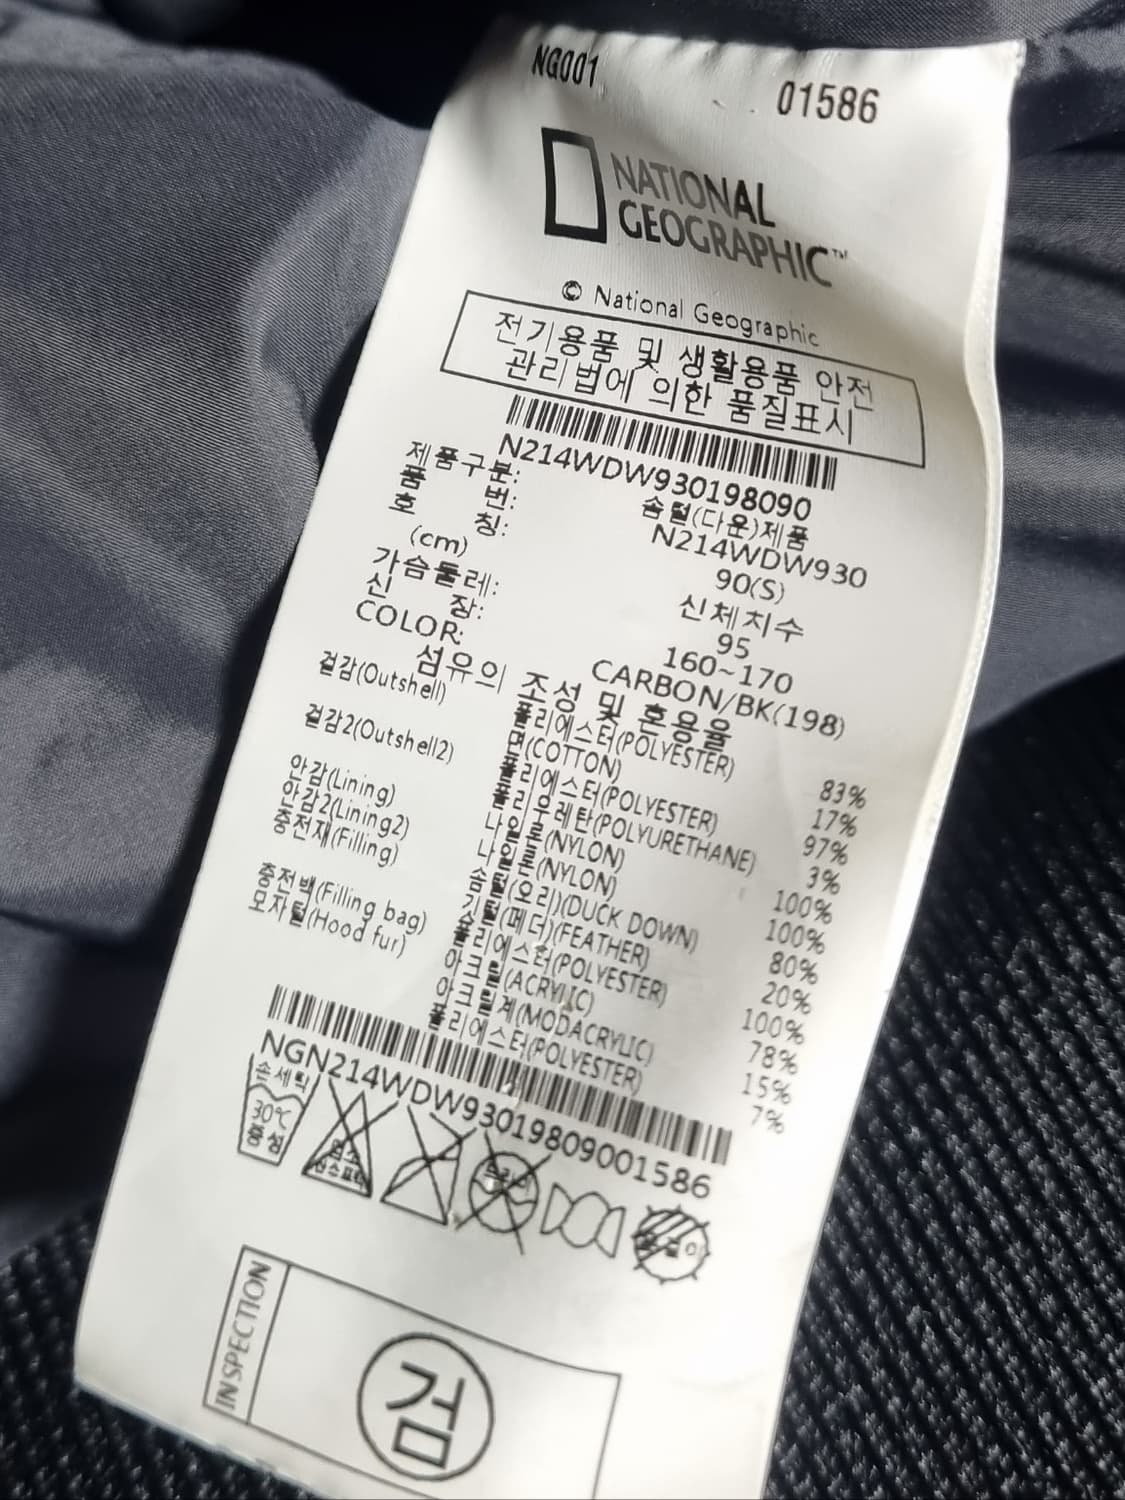 NG001 01586
NATIONAL
GEOGRAPHIC™
© National Geographic
전기용품 및 생활용품 안전
관리법에 의한 품질표시
N214WDW930198090
제품구분: 솜털(다운)제품
품 번: N214WDW930
호 칭: 90(S)
(cm) 신체치수
가슴둘레: 95
신 장: 160~170
COLOR: CARBON/BK(198)
섬유의 조성 및 혼용율
겉감(Outshell) 폴리에스터(POLYESTER) 83%
면(COTTON) 17%
겉감2(Outshell2) 폴리에스터(POLYESTER) 97%
폴리우레탄(POLYURETHANE) 3%
안감(Lining) 나일론(NYLON) 100%
안감2(Lining2) 나일론(NYLON) 100%
충전재(Filling) 솜털(오리)(DUCK DOWN) 80%
깃털(페더)(FEATHER) 20%
충전백(Filling bag) 폴리에스터(POLYESTER) 100%
모자털(Hood fur) 아크릴(ACRYLIC) 78%
아크릴계(MODACRYLIC) 15%
폴리에스터(POLYESTER) 7%
NGN214WDW93019809001586
손세탁
30℃
중성
염소
산소표백
드라이
INSPECTION
검